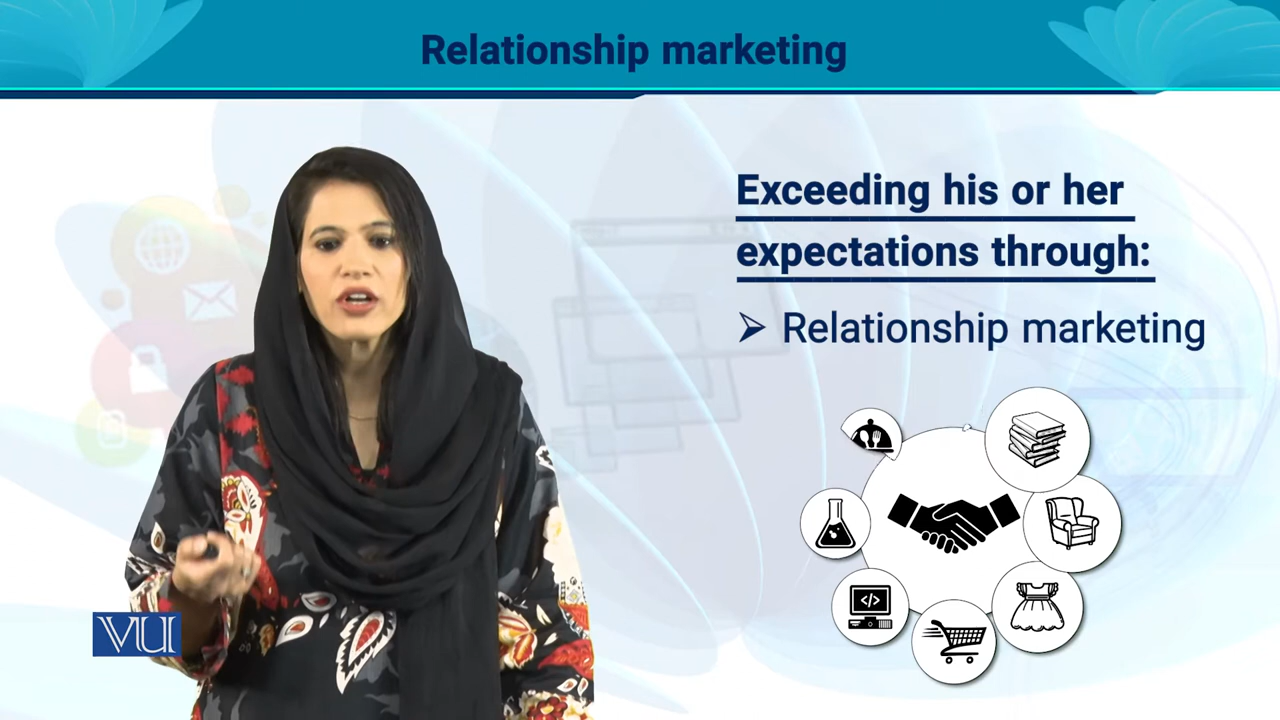 Relationship marketing
Exceeding his or her
expectations through:
➢ Relationship marketing
</>
VU